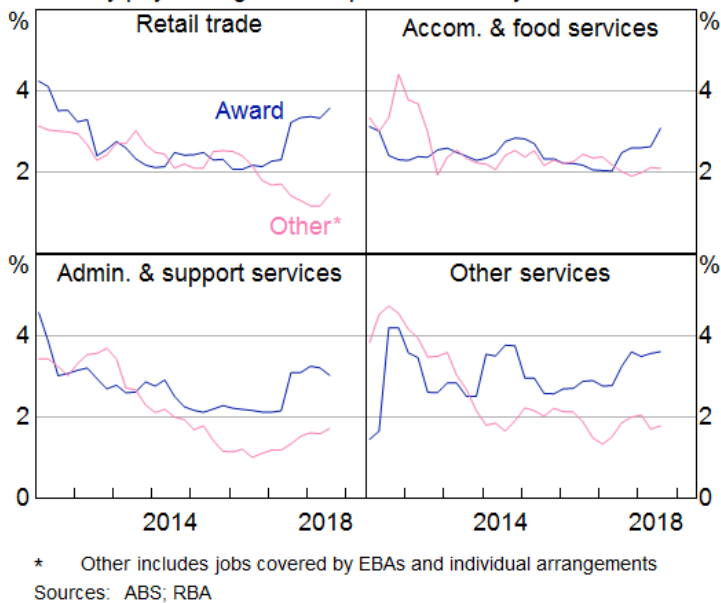 % Retail trade Accom. & food services %
4 4
Award
2 2
Other*
% Admin. & support services Other services %
4 4
2 2
0 0
2014 2018 2014 2018
* Other includes jobs covered by EBAs and individual arrangements
Sources: ABS; RBA